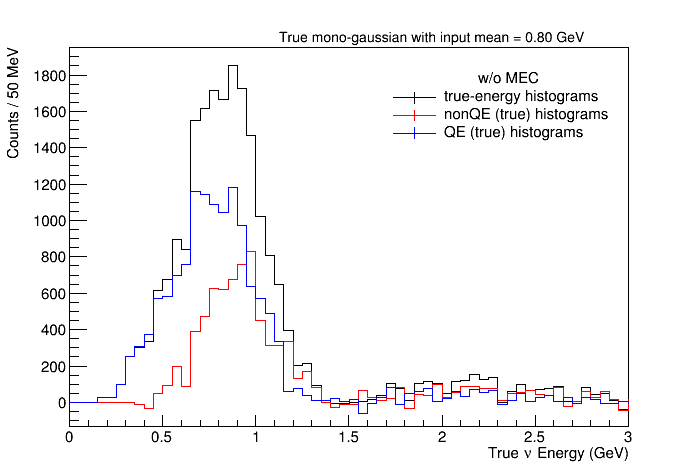 True mono-gaussian with input mean = 0.80 GeV
Counts / 50 MeV
1800
1600
1400
1200
1000
800
600
400
200
0
w/o MEC
true-energy histograms
nonQE (true) histograms
QE (true) histograms
0 0.5 1 1.5 2 2.5 3
True ν Energy (GeV)